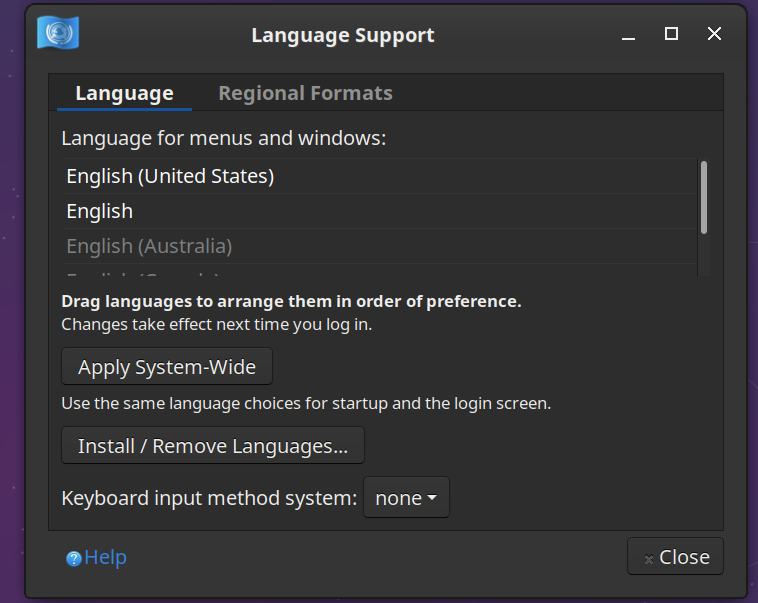 Language Support
Language
Regional Formats
Language for menus and windows:
English (United States)
English
English (Australia)
Drag languages to arrange them in order of preference.
Changes take effect next time you log in.
Apply System-Wide
Use the same language choices for startup and the login screen.
Install / Remove Languages...
Keyboard input method system: none
Help
Close